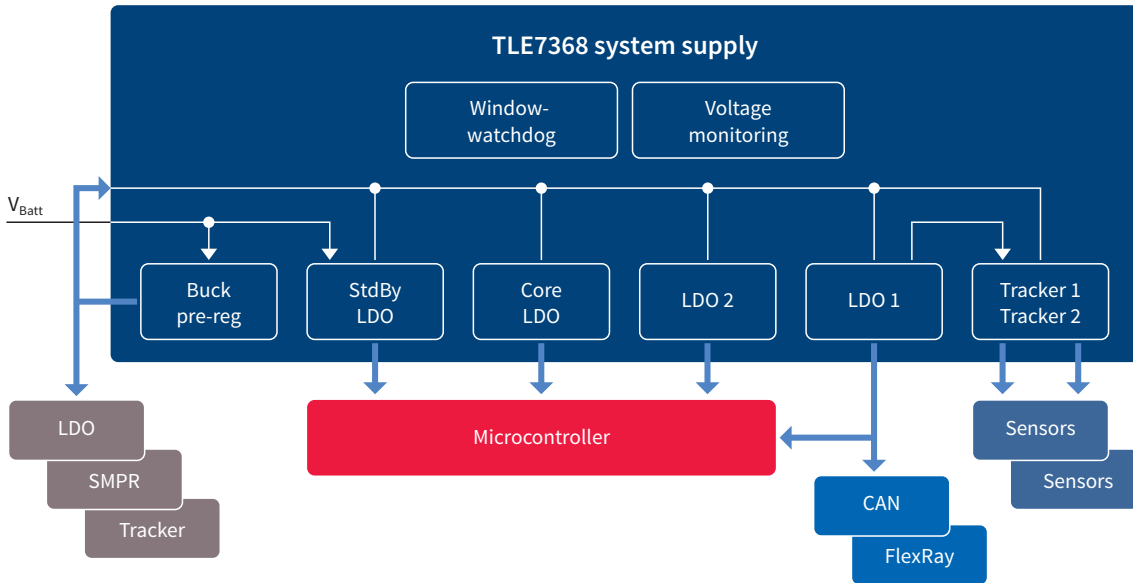 TLE7368 system supply
Window-
watchdog
Voltage
monitoring
VBatt
Buck
pre-reg
StdBy
LDO
Core
LDO
LDO 2
LDO 1
Tracker 1
Tracker 2
LDO
SMPR
Tracker
Microcontroller
CAN
FlexRay
Sensors
Sensors